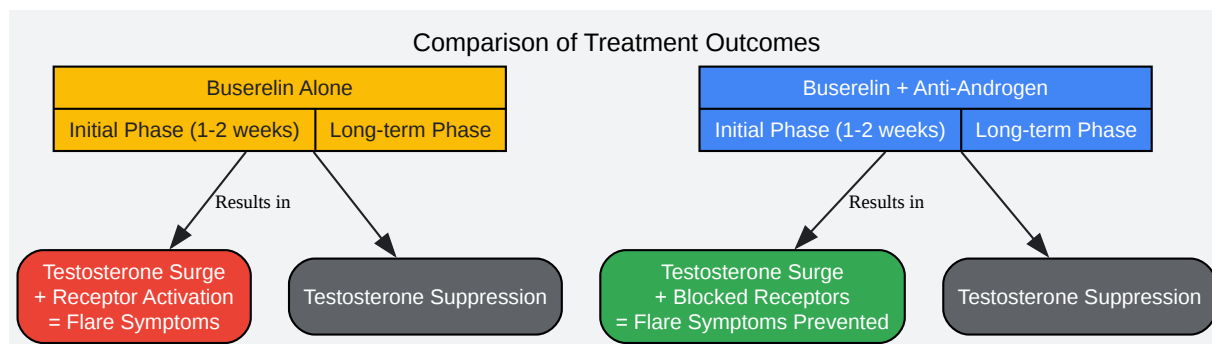 Comparison of Treatment Outcomes
Buserelin Alone
Initial Phase (1-2 weeks)
Long-term Phase
Buserelin + Anti-Androgen
Initial Phase (1-2 weeks)
Long-term Phase
Results in
Results in
Testosterone Surge
+ Receptor Activation
= Flare Symptoms
Testosterone Suppression
Testosterone Surge
+ Blocked Receptors
= Flare Symptoms Prevented
Testosterone Suppression